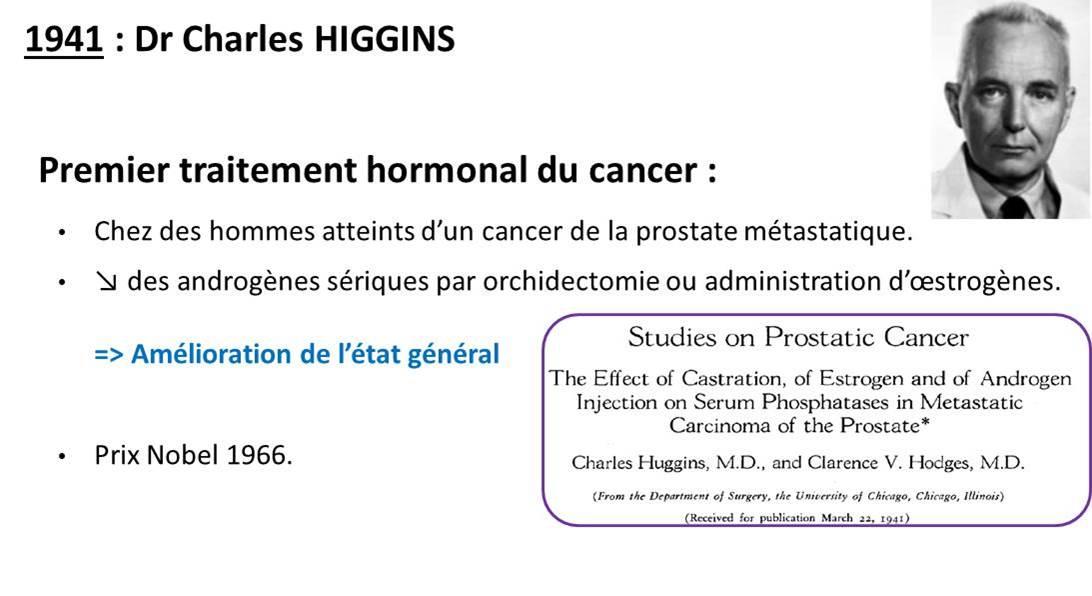 1941 : Dr Charles HIGGINS
Premier traitement hormonal du cancer :
• Chez des hommes atteints d’un cancer de la prostate métastatique.
• ↘ des androgènes sériques par orchidectomie ou administration d’œstrogènes.
=> Amélioration de l’état général
• Prix Nobel 1966.
Studies on Prostatic Cancer
The Effect of Castration, of Estrogen and of Androgen
Injection on Serum Phosphatases in Metastatic
Carcinoma of the Prostate*
Charles Huggins, M.D., and Clarence V. Hodges, M.D.
(From the Department of Surgery, the University of Chicago, Chicago, Illinois)
(Received for publication March 22, 1941)